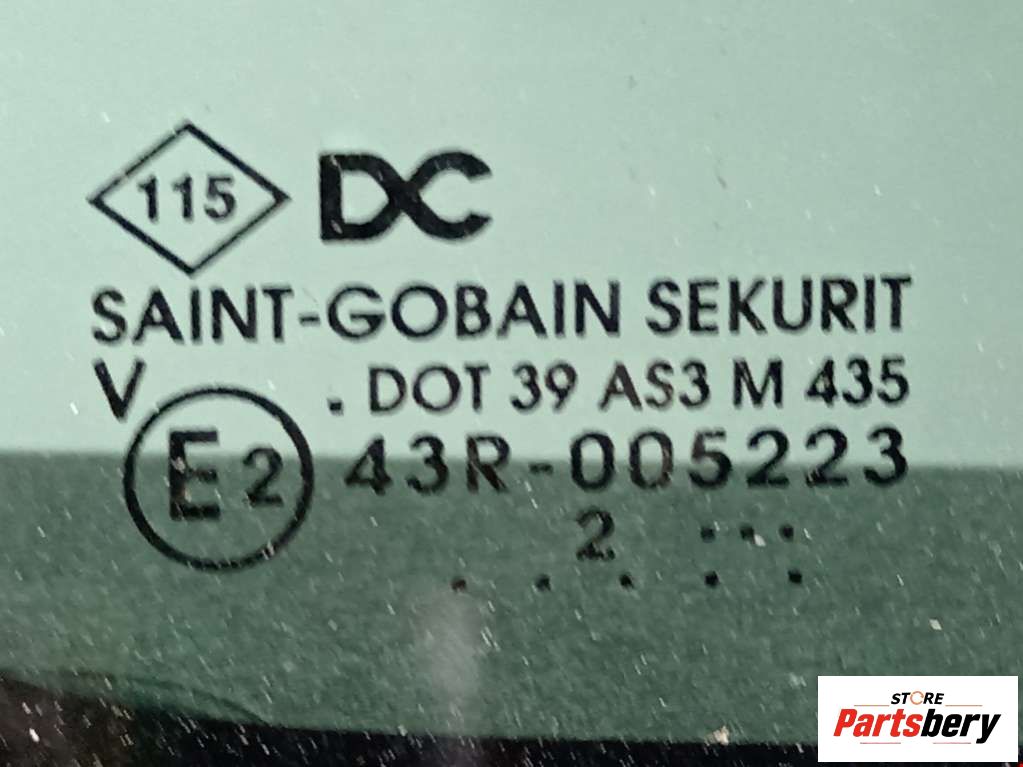 115 DC
SAINT-GOBAIN SEKURIT
V . DOT 39 AS3 M 435
E2 43R-005223
2
STORE
Partsbery